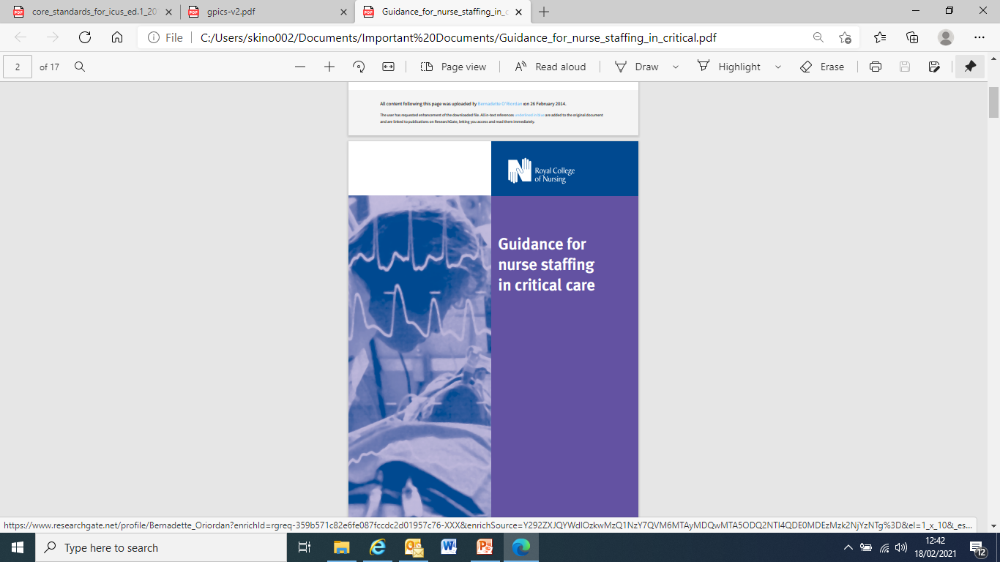 core_standards_for_icus_ed.1_20
gpics-v2.pdf
Guidance_for_nurse_staffing_in_c
File
C:/Users/skino002/Documents/Important%20Documents/Guidance_for_nurse_staffing_in_critical.pdf
2 of 17
Page view
Read aloud
Draw
Highlight
Erase
All content following this page was uploaded by Bernadette O'Riordan on 26 February 2014.
The user has requested enhancement of the downloaded file. All in-text references underlined in blue are added to the original document
and are linked to publications on ResearchGate, letting you access and read them immediately.
Royal College
of Nursing
Guidance for
nurse staffing
in critical care
https://www.researchgate.net/profile/Bernadette_Oriordan?enrichId=rgreq-359b571c82e6fe087fccdc2d01957c76-XXX&enrichSource=Y292ZXJQYWdlOzkwMzQ1NzY7QVM6MTAyMDQwMTA5ODQ2NTI4QDE0MDEzMzk2NjYzNTg%3D&el=1_x_10&_es...
Type here to search
12:42
18/02/2021
12